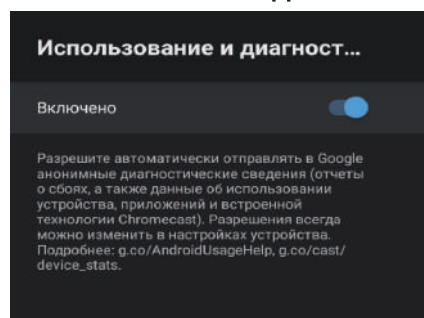 Использование и диагност...
Включено
Разрешите автоматически отправлять в Google
анонимные диагностические сведения (отчеты
о сбоях, а также данные об использовании
устройства, приложений и встроенной
технологии Chromecast). Разрешения всегда
можно изменить в настройках устройства.
Подробнее: g.co/AndroidUsageHelp, g.co/cast/
device_stats.